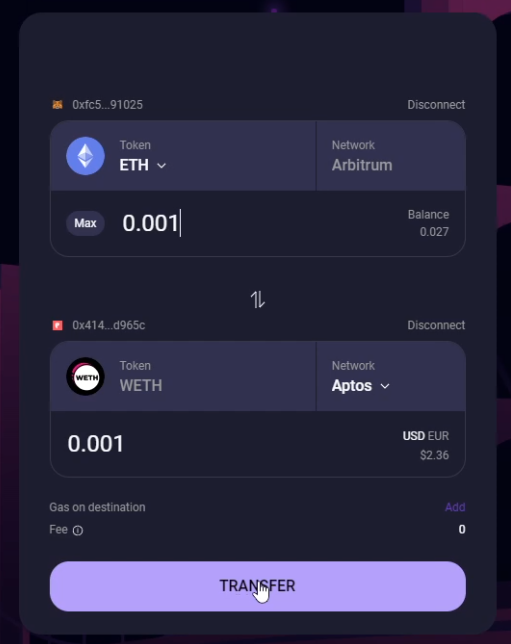 0xfc5...91025 Disconnect
Token Network
ETH Arbitrum
Max 0.001 Balance
0.027
0x414...d965c Disconnect
WETH
Token Network
WETH Aptos
0.001 USD EUR
$2.36
Gas on destination Add
Fee 0
TRANSFER